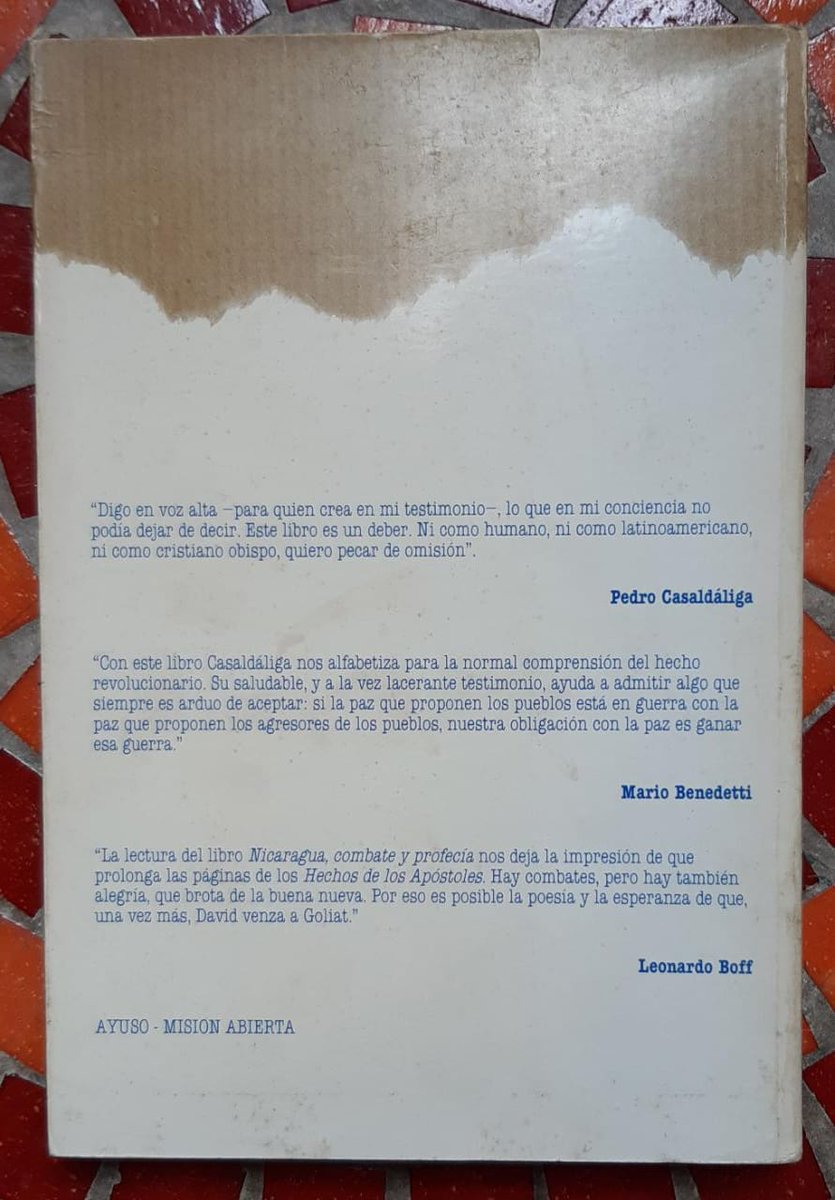 “Digo en voz alta —para quien crea en mi testimonio—, lo que en mi conciencia no
podía dejar de decir. Este libro es un deber. Ni como humano, ni como latinoamericano,
ni como cristiano obispo, quiero pecar de omisión”.
Pedro Casaldáliga
“Con este libro Casaldáliga nos alfabetiza para la normal comprensión del hecho
revolucionario. Su saludable, y a la vez lacerante testimonio, ayuda a admitir algo que
siempre es arduo de aceptar: si la paz que proponen los pueblos está en guerra con la
paz que proponen los agresores de los pueblos, nuestra obligación con la paz es ganar
esa guerra.”
Mario Benedetti
“La lectura del libro Nicaragua, combate y profecía nos deja la impresión de que
prolonga las páginas de los Hechos de los Apóstoles. Hay combates, pero hay también
alegría, que brota de la buena nueva. Por eso es posible la poesía y la esperanza de que,
una vez más, David venza a Goliat.”
Leonardo Boff
AYUSO - MISION ABIERTA